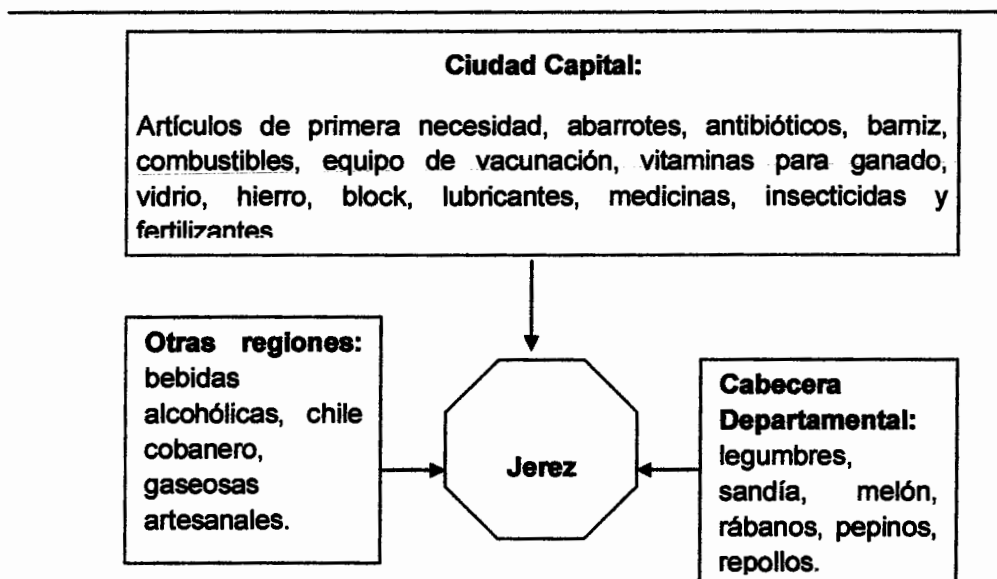 Ciudad Capital:
Artículos de primera necesidad, abarrotes, antibióticos, barniz,
combustibles, equipo de vacunación, vitaminas para ganado,
vidrio, hierro, block, lubricantes, medicinas, insecticidas y
fertilizantes
Otras regiones:
bebidas
alcohólicas, chile
cobanero,
gaseosas
artesanales.
Jerez
Cabecera
Departamental:
legumbres,
sandía, melón,
rábanos, pepinos,
repollos.